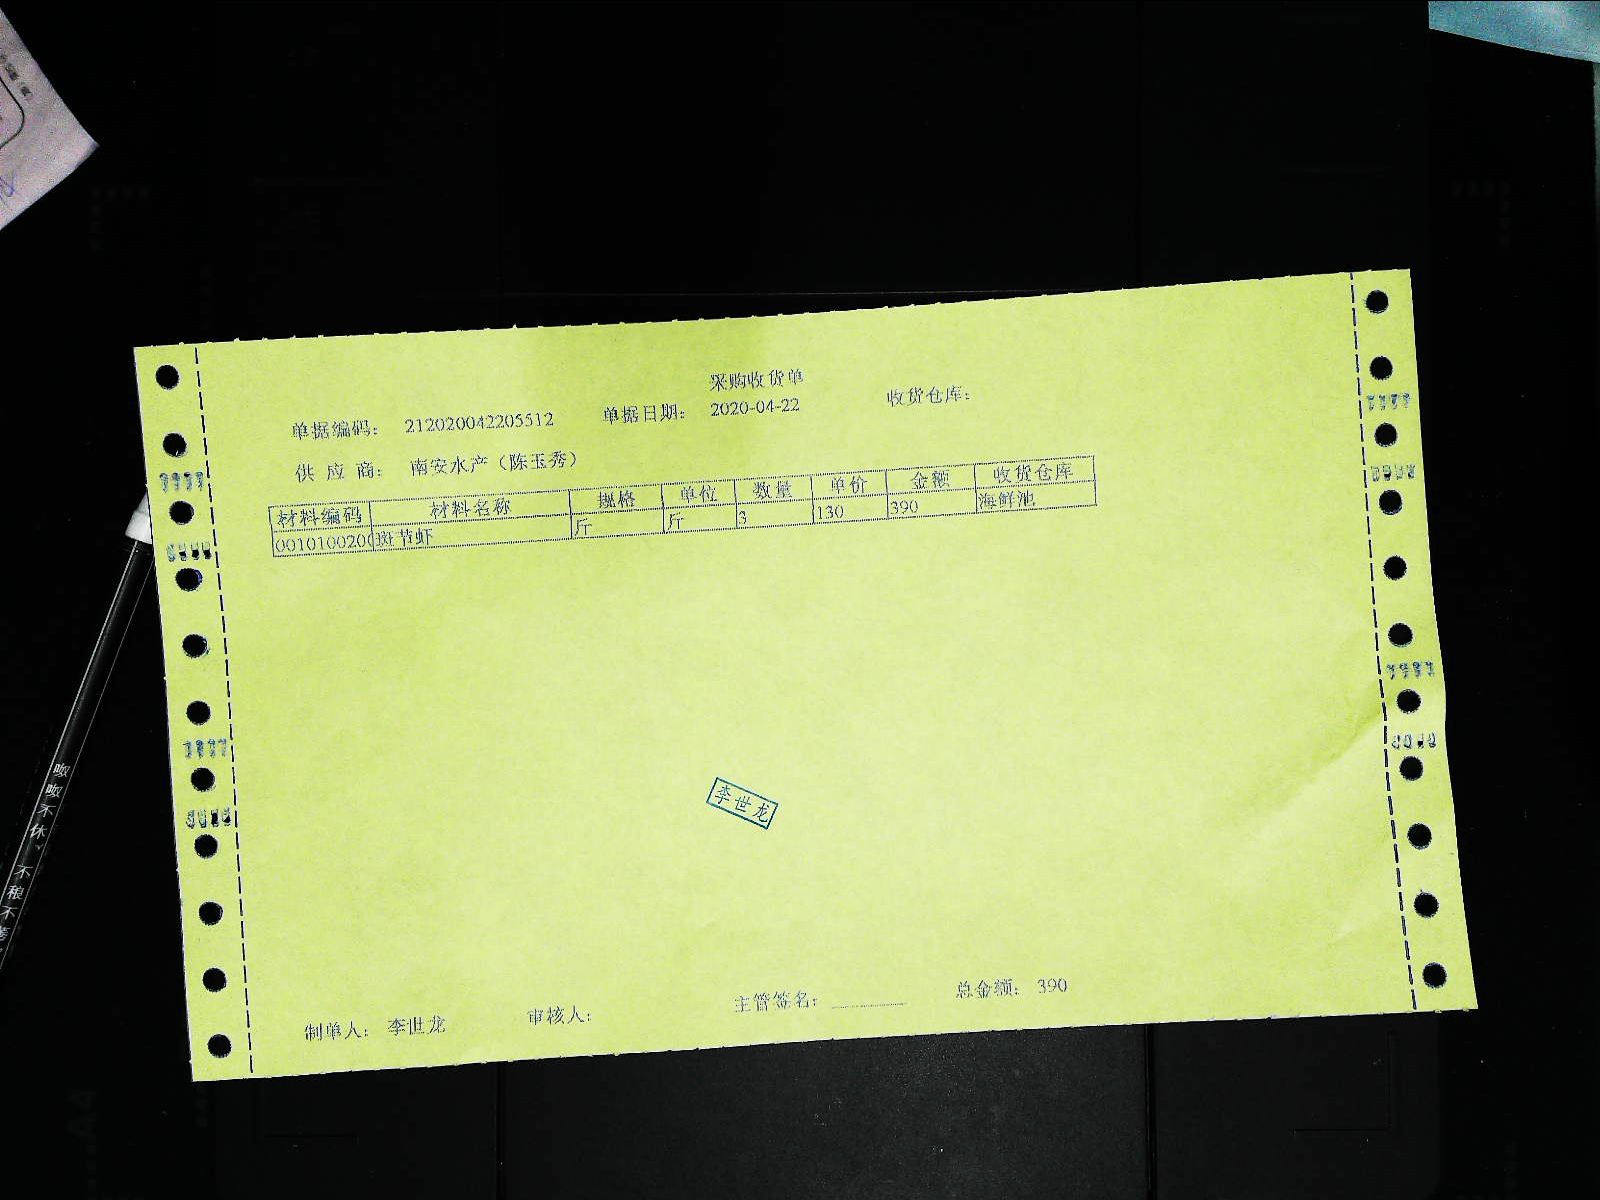 采购收货单
单据编码: 212020042205512 单据日期: 2020-04-22 收货仓库:
供 应 商: 南安水产（陈玉秀）
材料编码 材料名称 规格 单位 数量 单价 金额 收货仓库
0010100200 斑节虾 斤 斤 3 130 390 海鲜池
李世龙
制单人: 李世龙 审核人: 主管签名: 总金额: 390